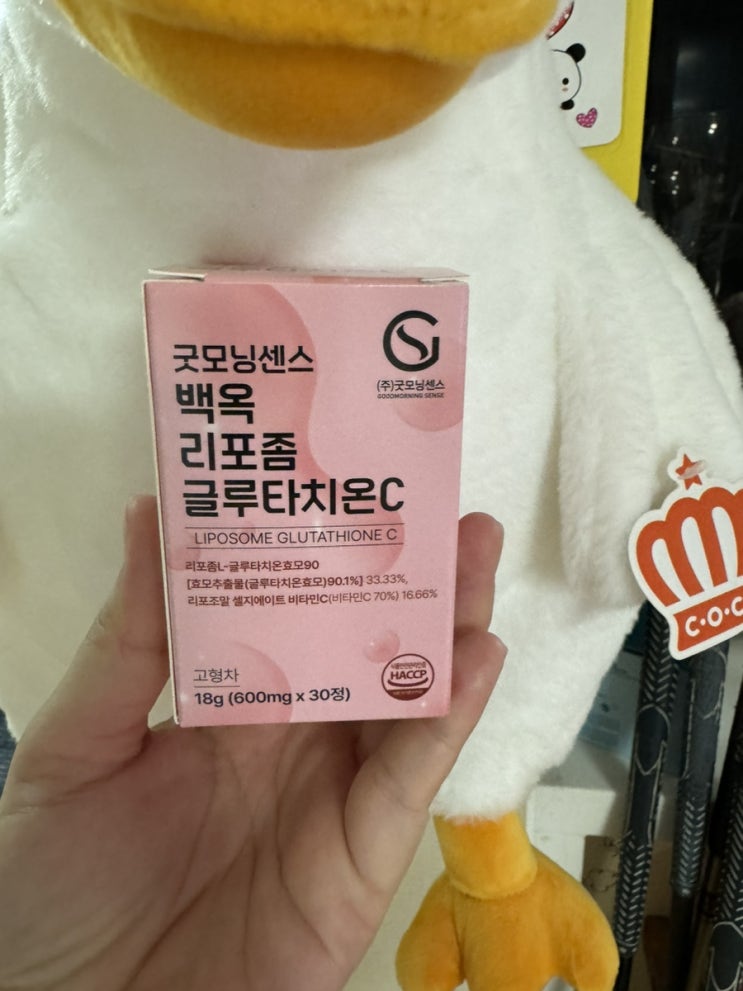 굿모닝센스
백옥
리포좀
글루타치온C
LIPOSOME GLUTATHIONE C
(주)굿모닝센스
GOODMORNING SENSE
리포좀L-글루타치온효모90
[효모추출물(글루타치온효모)90.1%] 33.33%,
리포조말 셀지에이트 비타민C(비타민C 70%) 16.66%
고형차
18g (600mg x 30정)
HACCP
C·O·C